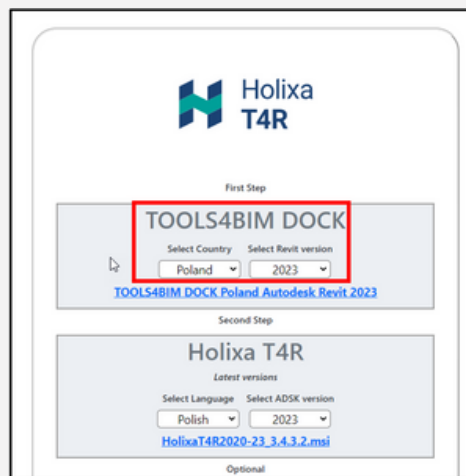 Holixa
T4R
First Step
TOOLS4BIM DOCK
Select Country Select Revit version
Poland 2023
TOOLS4BIM DOCK Poland Autodesk Revit 2023
Second Step
Holixa T4R
Latest versions
Select Language Select ADSK version
Polish 2023
HolixaT4R2020-23_3.4.3.2.msi
Optional